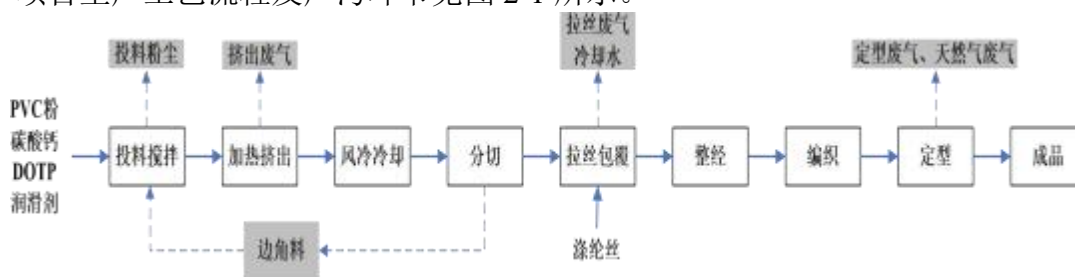 投料粉尘
挤出废气
拉丝废气
冷却水
定型废气、天然气废气
PVC粉
碳酸钙
DOTP
润滑剂
投料搅拌
加热挤出
风冷冷却
分切
拉丝包覆
整经
编织
定型
成品
边角料
涤纶丝